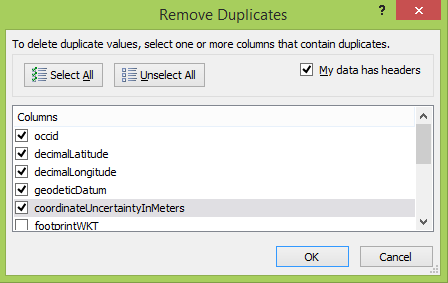 Remove Duplicates
?
To delete duplicate values, select one or more columns that contain duplicates.
Select All
Unselect All
My data has headers
Columns
occid
decimalLatitude
decimalLongitude
geodeticDatum
coordinateUncertaintyInMeters
footprintWKT
OK
Cancel